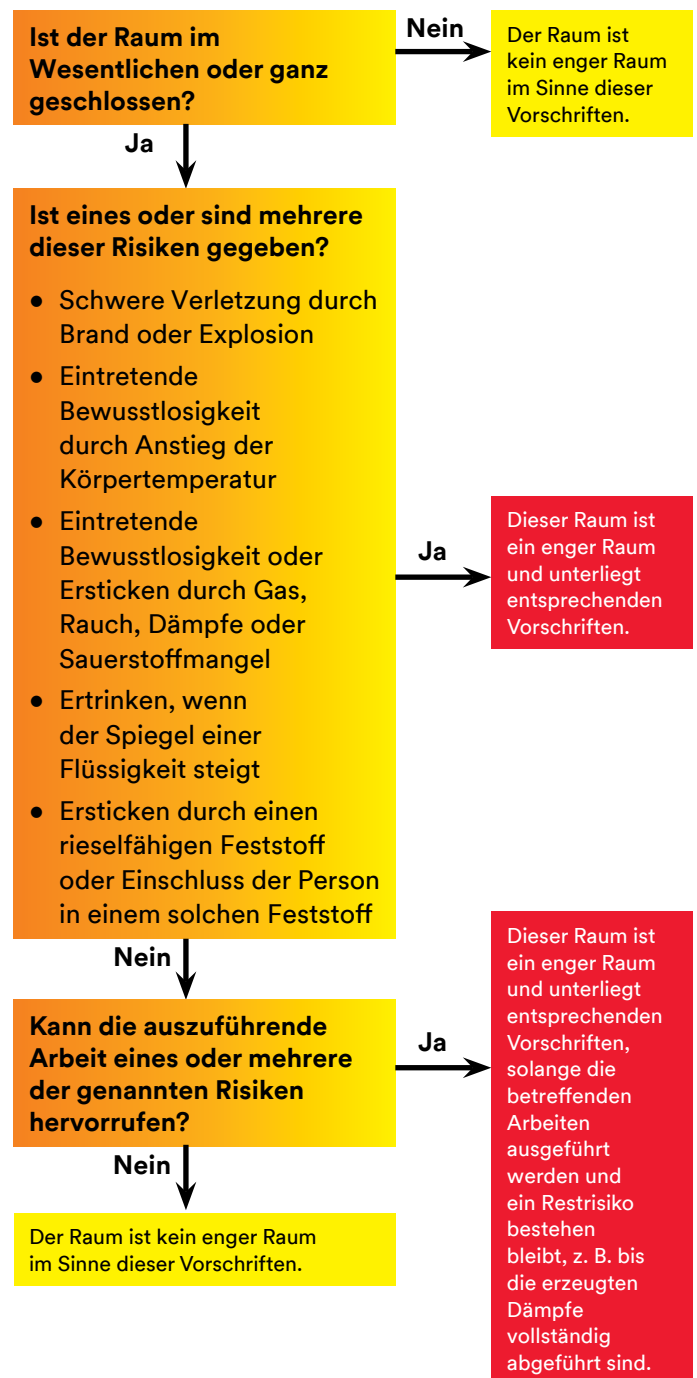 Ist der Raum im
Wesentlichen oder ganz
geschlossen?
Nein
Der Raum ist
kein enger Raum
im Sinne dieser
Vorschriften.
Ja
Ist eines oder sind mehrere
dieser Risiken gegeben?
• Schwere Verletzung durch
Brand oder Explosion
• Eintretende
Bewusstlosigkeit
durch Anstieg der
Körpertemperatur
• Eintretende
Bewusstlosigkeit oder
Ersticken durch Gas,
Rauch, Dämpfe oder
Sauerstoffmangel
• Ertrinken, wenn
der Spiegel einer
Flüssigkeit steigt
• Ersticken durch einen
rieselfähigen Feststoff
oder Einschluss der Person
in einem solchen Feststoff
Ja
Dieser Raum ist
ein enger Raum
und unterliegt
entsprechenden
Vorschriften.
Nein
Kann die auszuführende
Arbeit eines oder mehrere
der genannten Risiken
hervorrufen?
Ja
Dieser Raum ist
ein enger Raum
und unterliegt
entsprechenden
Vorschriften,
solange die
betreffenden
Arbeiten
ausgeführt
werden und
ein Restrisiko
bestehen
bleibt, z. B. bis
die erzeugten
Dämpfe
vollständig
abgeführt sind.
Nein
Der Raum ist kein enger Raum
im Sinne dieser Vorschriften.